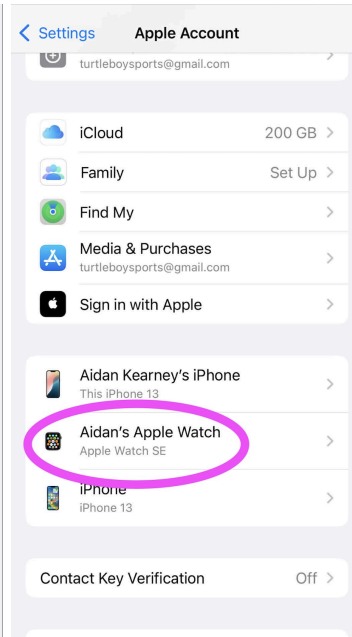 Settings
Apple Account
turtleboysports@gmail.com
iCloud
200 GB
Family
Set Up
Find My
Media & Purchases
turtleboysports@gmail.com
Sign in with Apple
Aidan Kearney's iPhone
This iPhone 13
Aidan's Apple Watch
Apple Watch SE
iPhone
iPhone 13
Contact Key Verification
Off